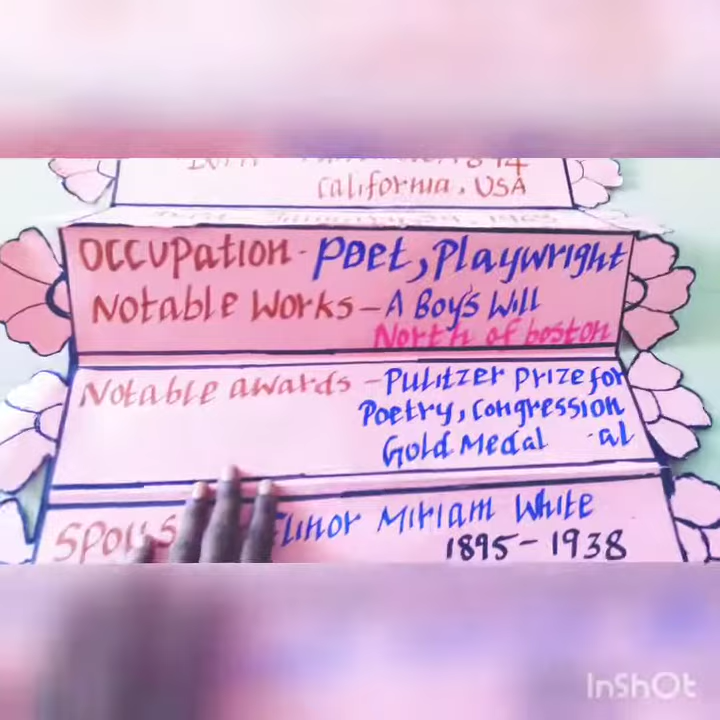 California, USA
Occupation - Poet, Playwright
Notable Works - A Boy's Will
North of boston
Notable awards - Pulitzer Prize for
Poetry, Congression
Gold Medal -al
Elinor Miriam White
1895 - 1938
InShOt